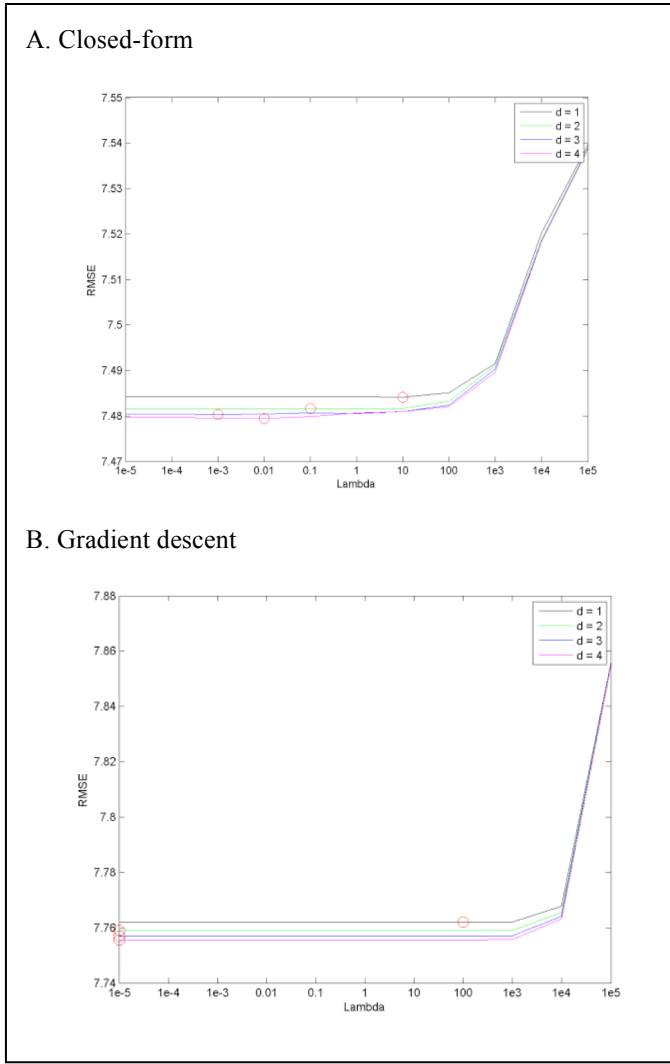 A. Closed-form
7.55
7.54
7.53
7.52
7.51
7.5
7.49
7.48
7.47
RMSE
d = 1
d = 2
d = 3
d = 4
1e-5 1e-4 1e-3 0.01 0.1 1 10 100 1e3 1e4 1e5
Lambda
B. Gradient descent
7.88
7.86
7.84
7.82
7.8
7.78
7.76
7.74
RMSE
d = 1
d = 2
d = 3
d = 4
1e-5 1e-4 1e-3 0.01 0.1 1 10 100 1e3 1e4 1e5
Lambda